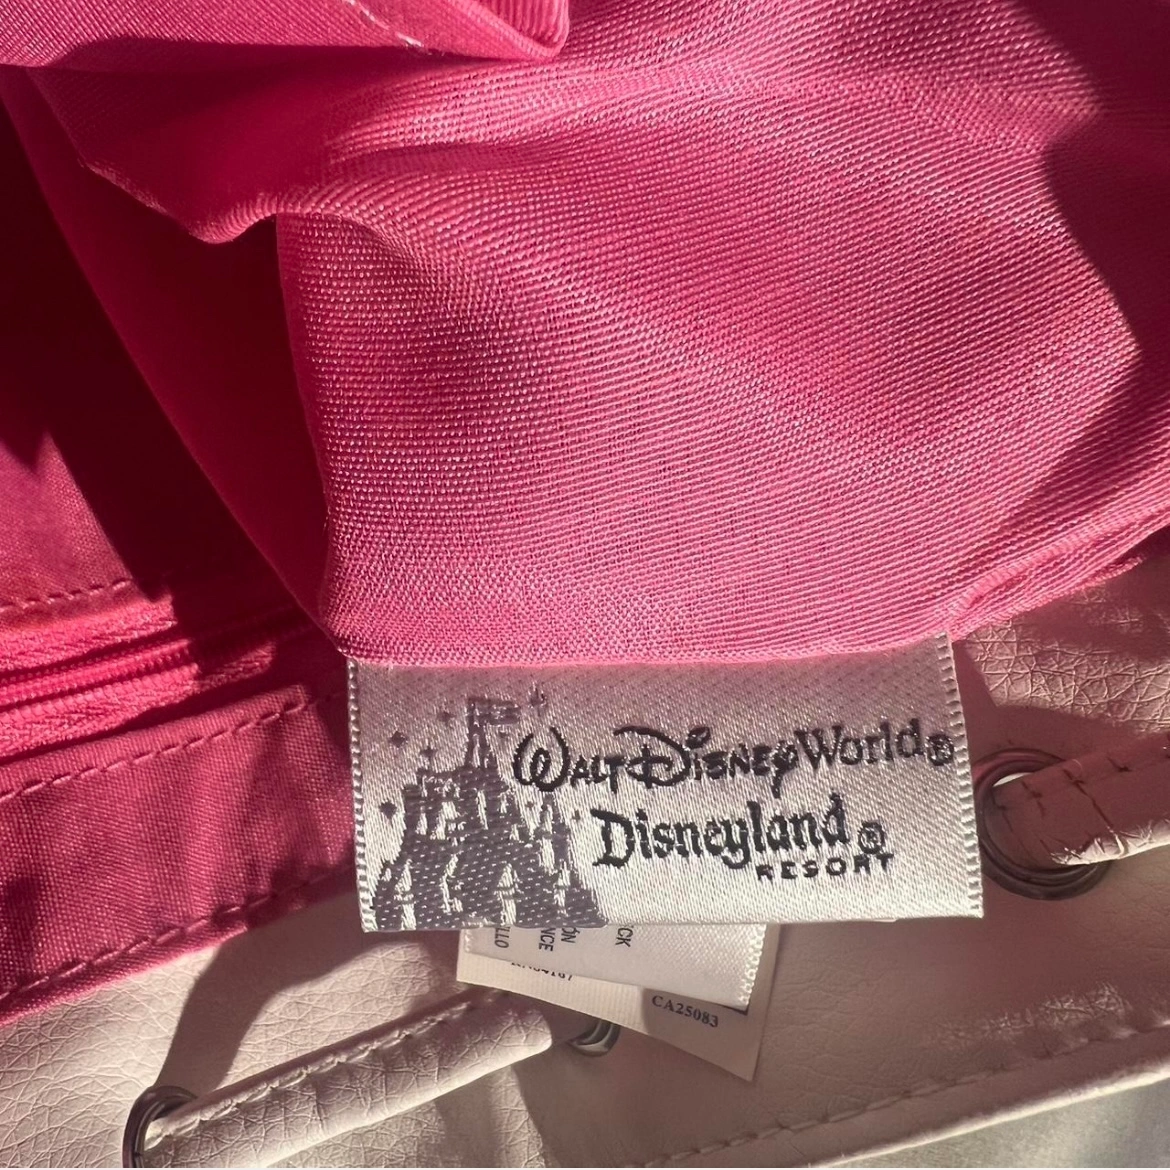 WALT DISNEY World®
Disneyland®
RESORT
CA25083